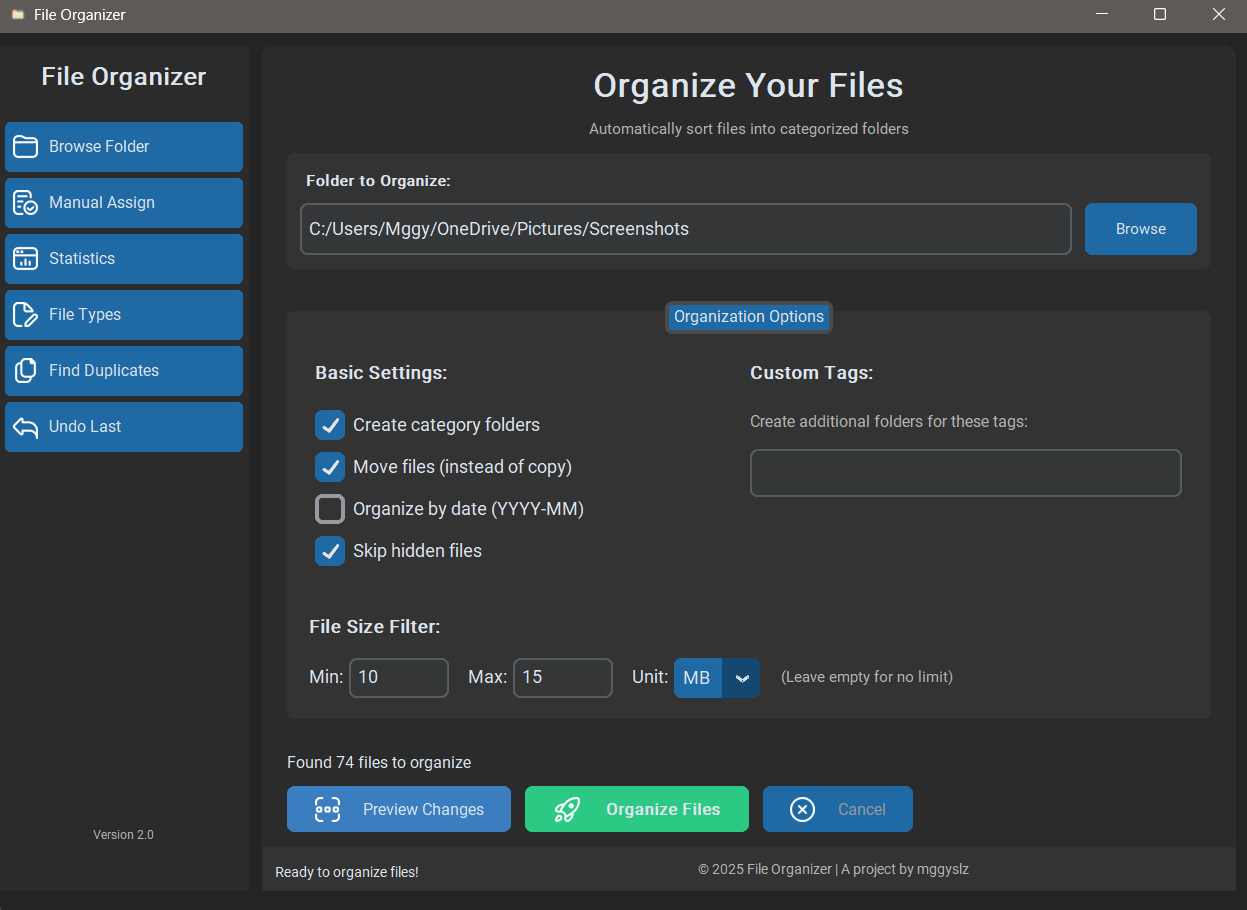 File Organizer
File Organizer
Browse Folder
Manual Assign
Statistics
File Types
Find Duplicates
Undo Last
Version 2.0
Organize Your Files
Automatically sort files into categorized folders
Folder to Organize:
C:/Users/Mggy/OneDrive/Pictures/Screenshots
Browse
Organization Options
Basic Settings:
Create category folders
Move files (instead of copy)
Organize by date (YYYY-MM)
Skip hidden files
Custom Tags:
Create additional folders for these tags:
File Size Filter:
Min: 10 Max: 15 Unit: MB (Leave empty for no limit)
Found 74 files to organize
Preview Changes Organize Files Cancel
Ready to organize files!
© 2025 File Organizer | A project by mggyslz